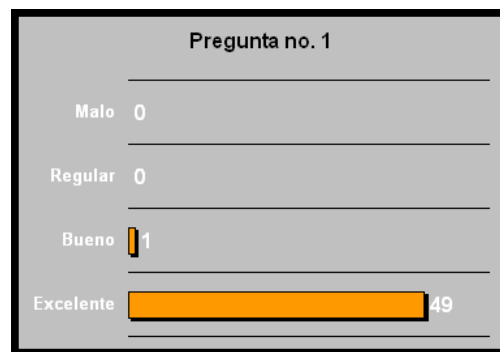 Pregunta no. 1
Malo 0
Regular 0
Bueno 1
Excelente 49